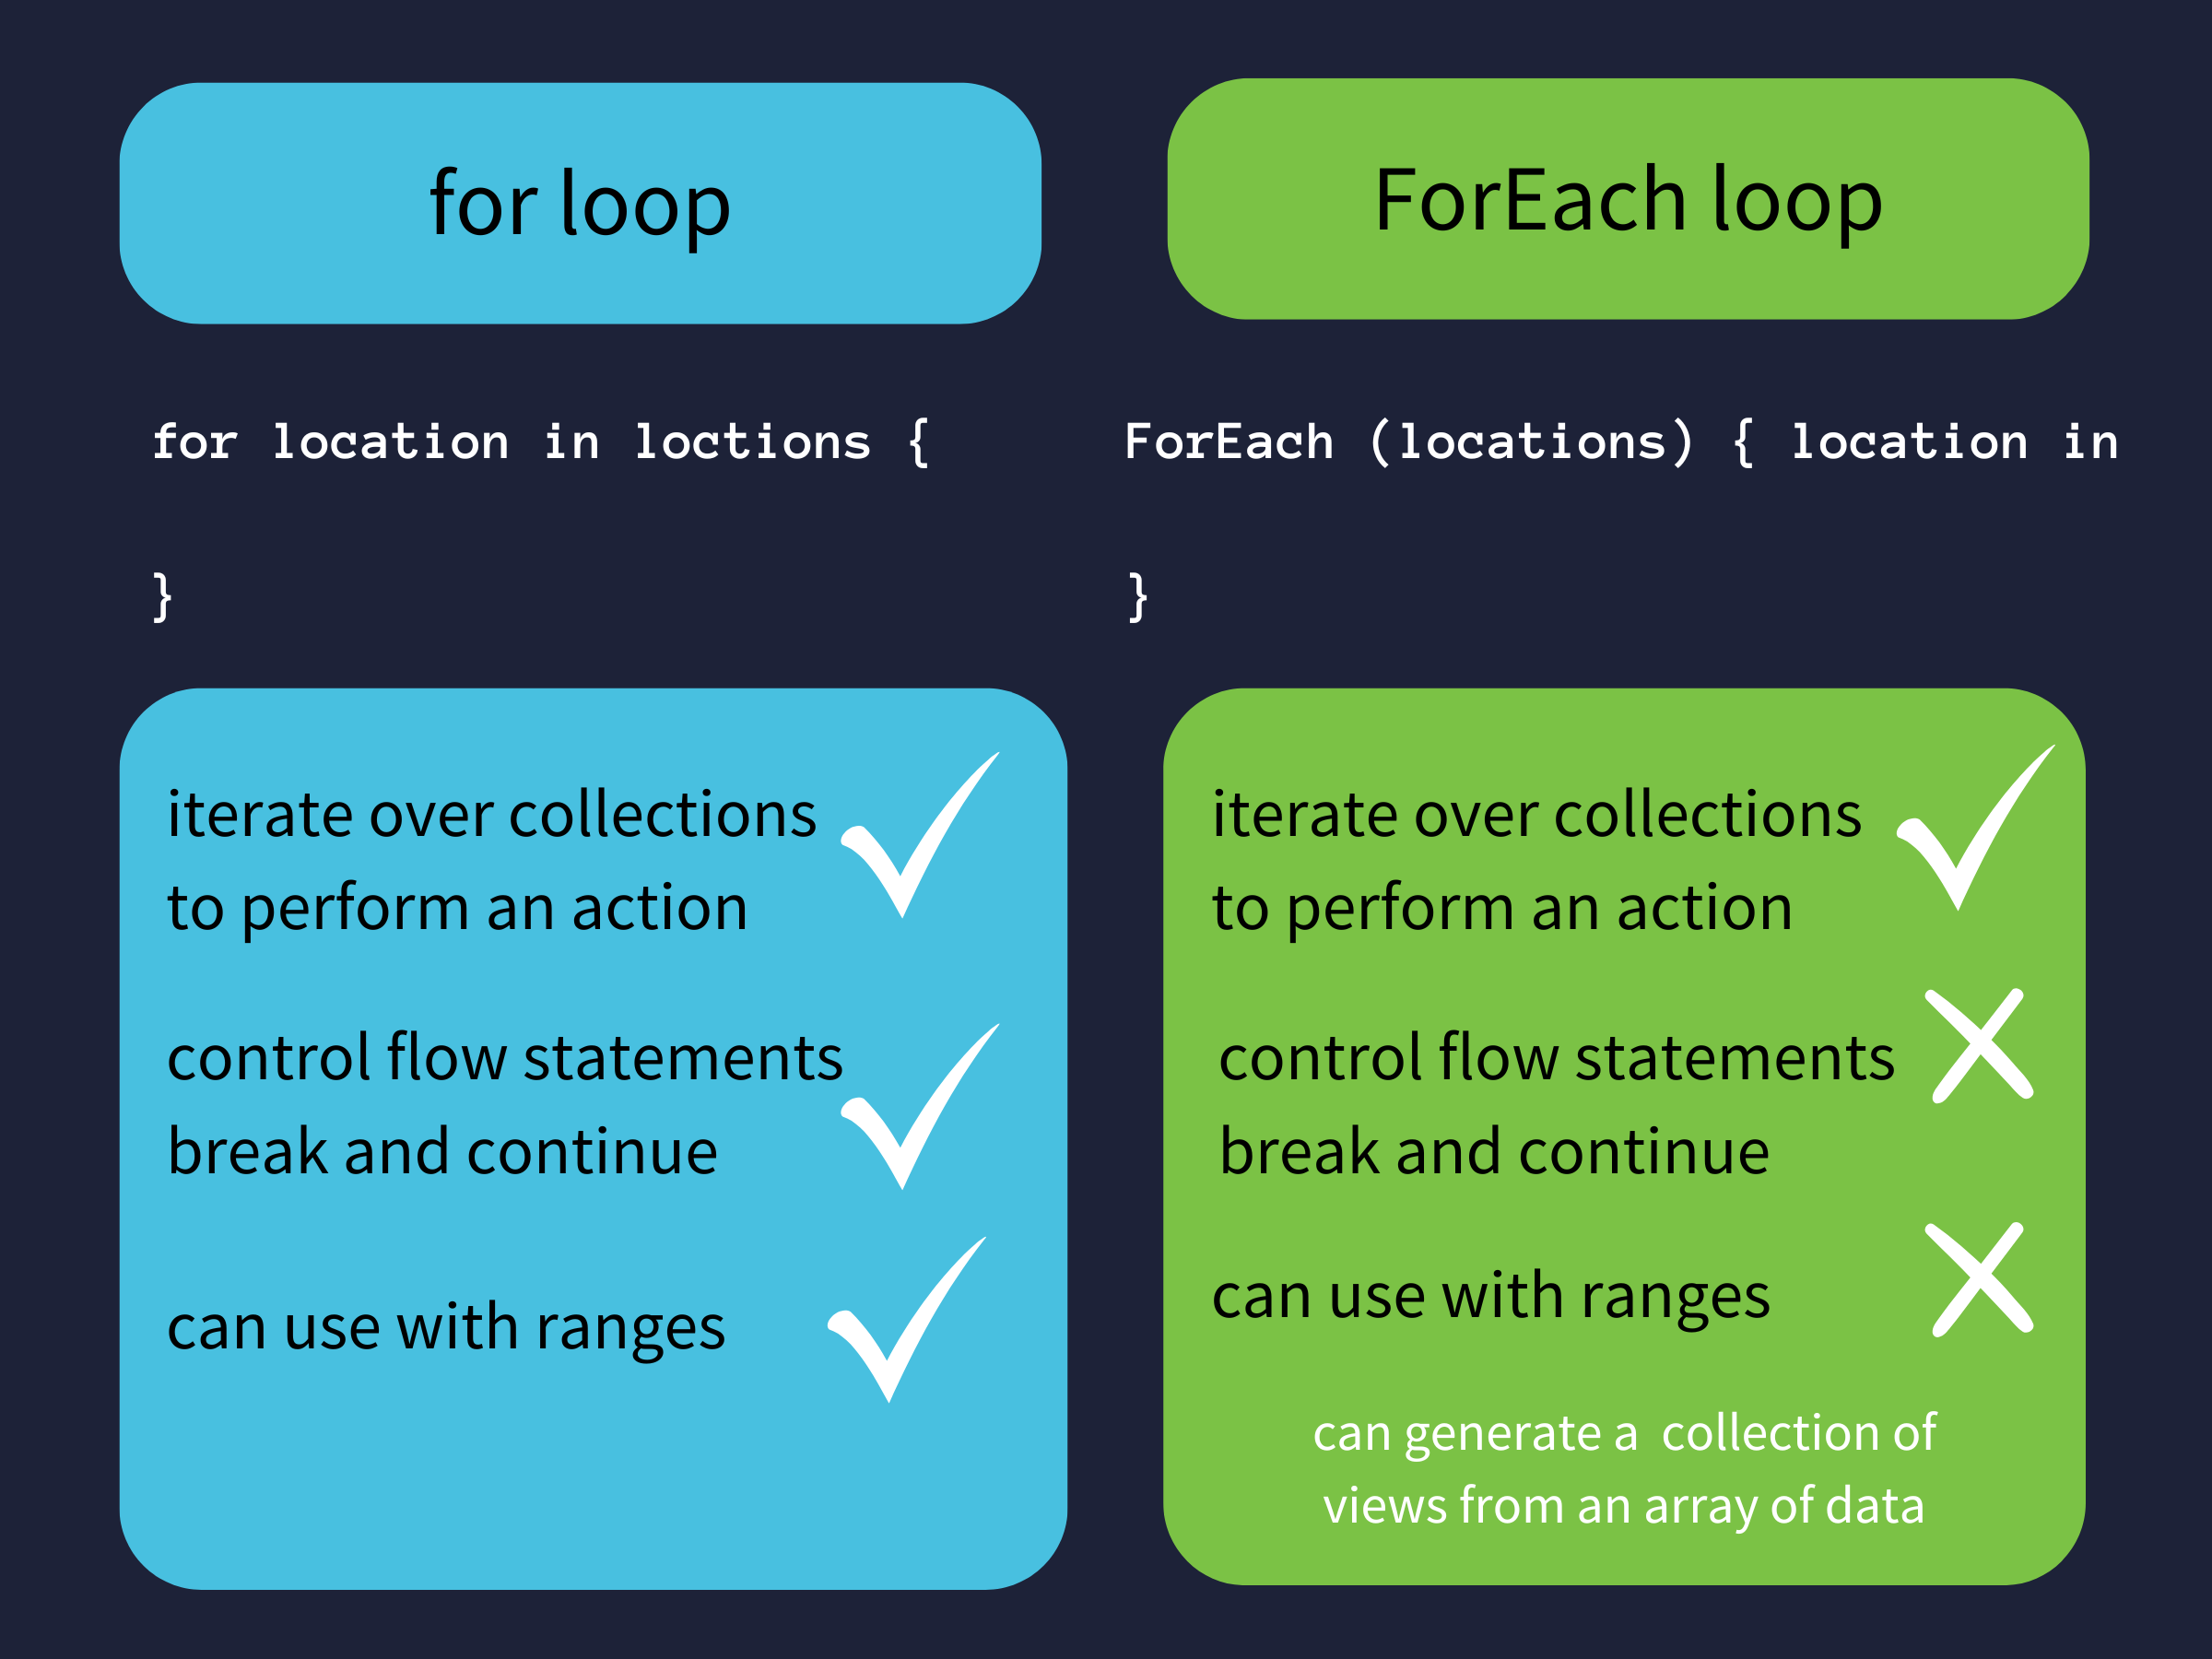 for loop
for location in loctions {
}
iterate over collections
to perform an action
control flow statements
break and continue
can use with ranges
ForEach loop
ForEach (locations) { location in
}
iterate over collections
to perform an action
control flow statements
break and continue
can use with ranges
can generate a collection of
views from an array of data